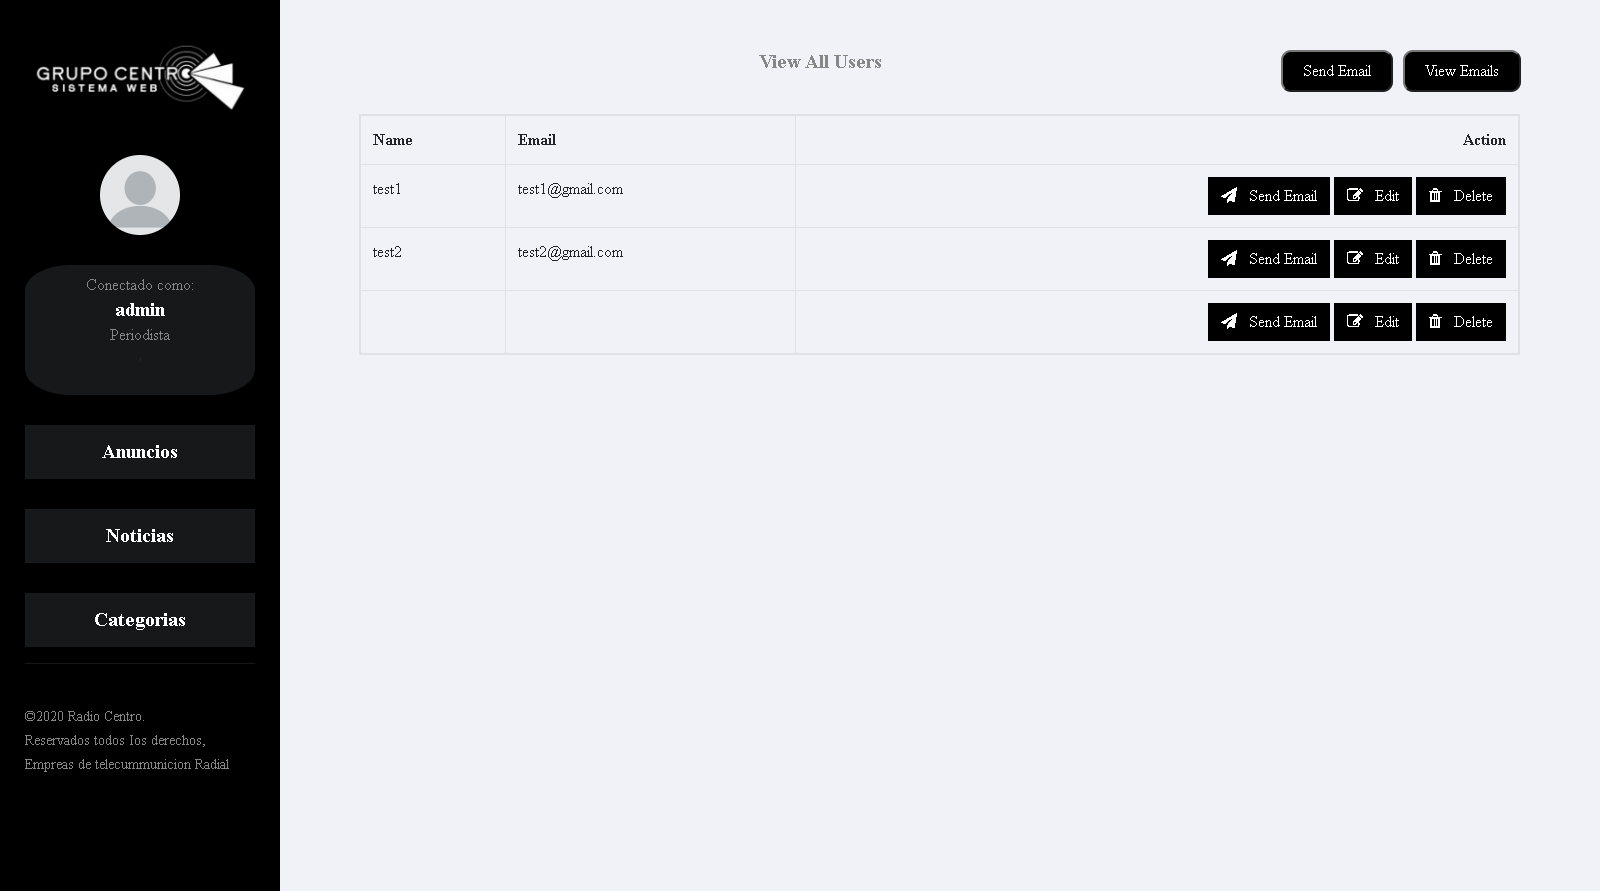 GRUPO CENTRO
SISTEMA WEB
Conectado como:
admin
Periodista
Anuncios
Noticias
Categorias
©2020 Radio Centro.
Reservados todos los derechos,
Empreas de telecummunicion Radial
View All Users
Send Email
View Emails
Name Email Action
test1 test1@gmail.com Send Email Edit Delete
test2 test2@gmail.com Send Email Edit Delete
Send Email Edit Delete